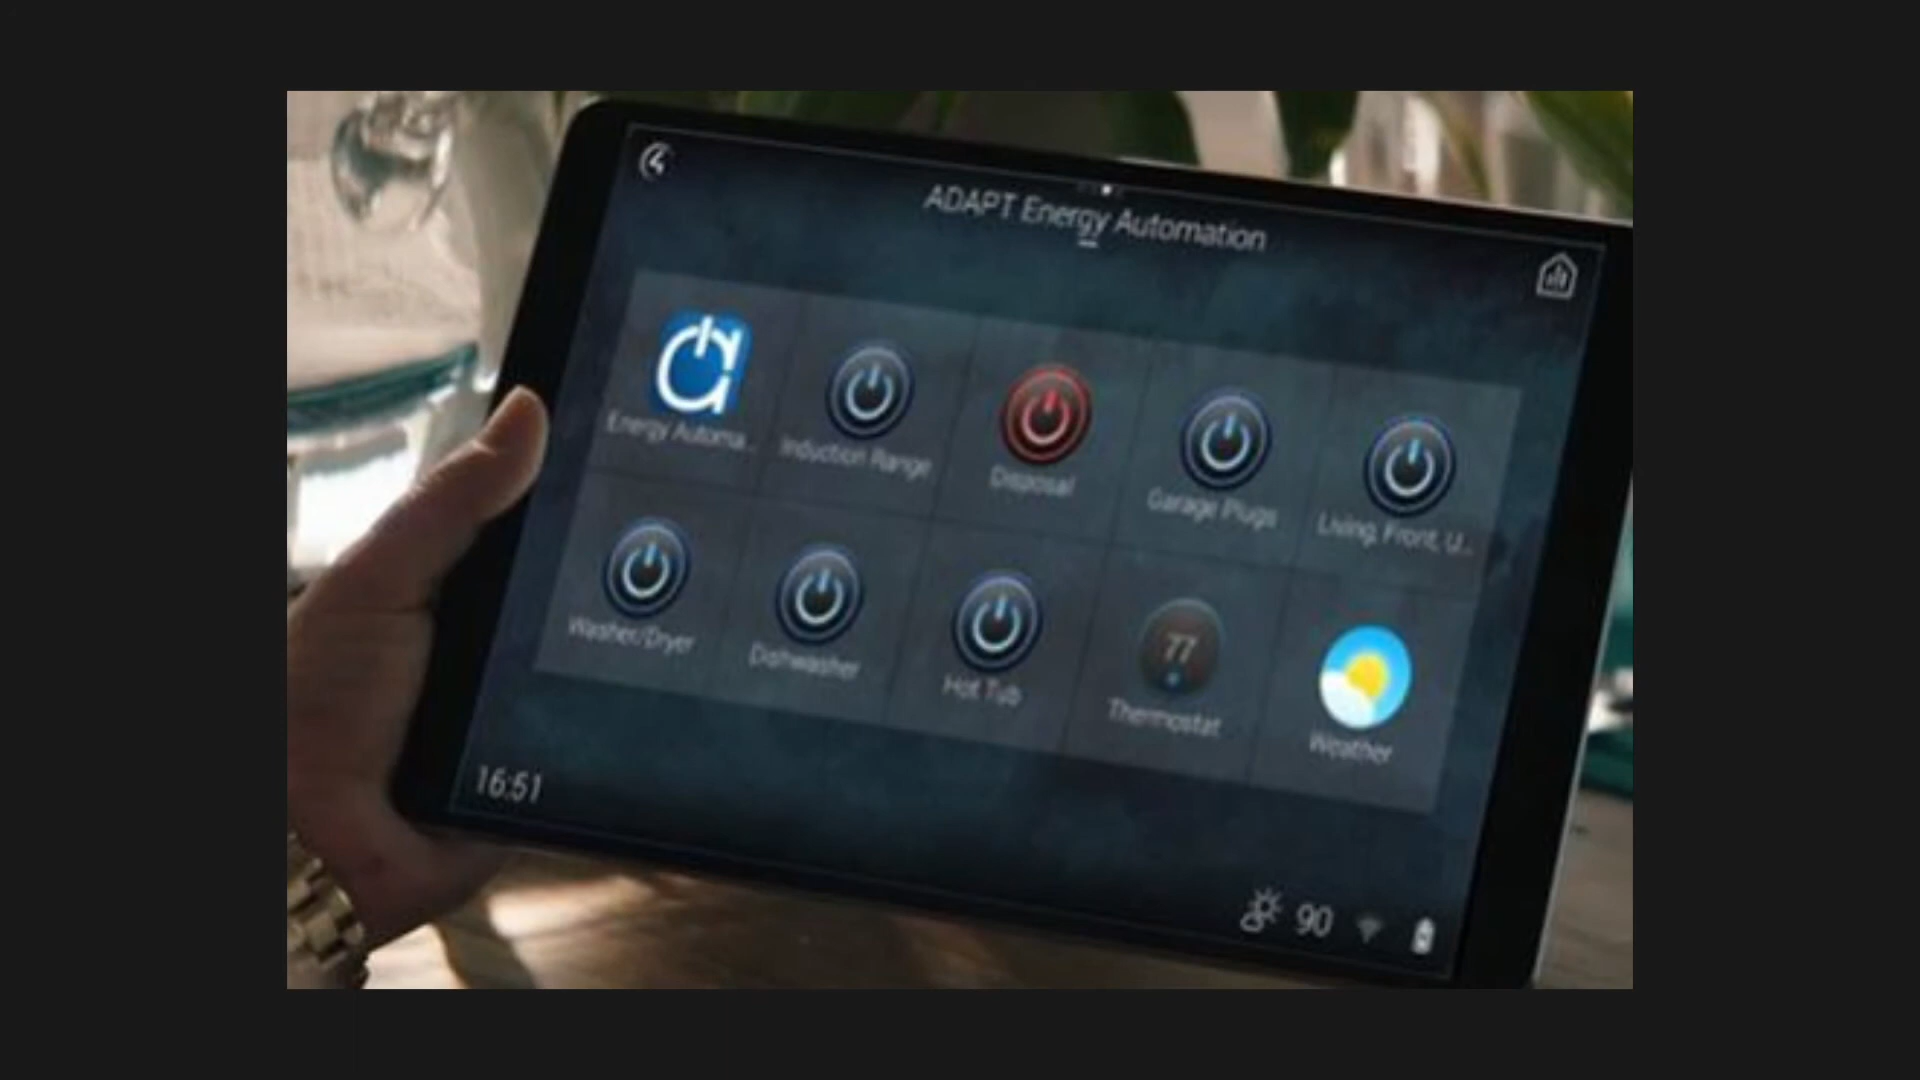 ADAPT Energy Automation
Energy Automa...
Induction Range
Disposal
Garage Plugs
Living, Front, U...
Washer/Dryer
Dishwasher
Hot Tub
77
Thermostat
Weather
16:51
90